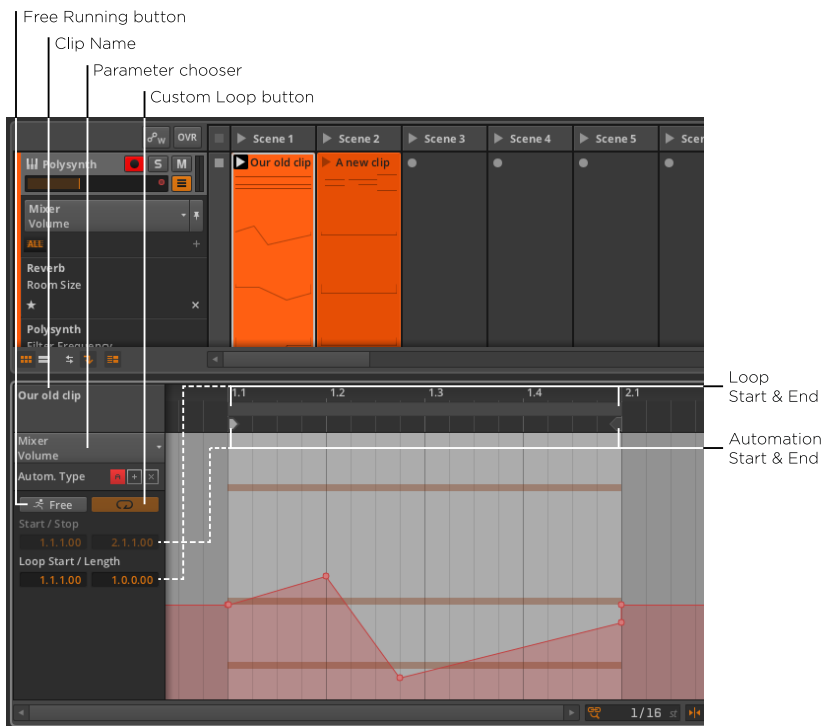 Free Running button
Clip Name
Parameter chooser
Custom Loop button
W OVR Scene 1 Scene 2 Scene 3 Scene 4 Scene 5
Polysynth S M Our old clip A new clip
Mixer
Volume
ALL
Reverb
Room Size
Polysynth
Filter Frequency
Loop
Start & End
Our old clip 1.1 1.2 1.3 1.4 2.1
Automation
Start & End
Mixer
Volume
Autom. Type
Free
Start / Stop
1.1.1.00 2.1.1.00
Loop Start / Length
1.1.1.00 1.0.0.00
1/16 st